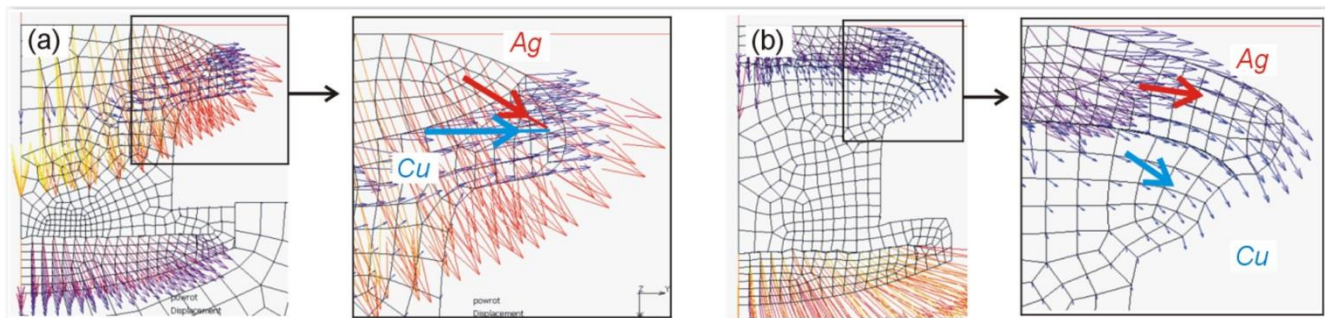 (a)
powrot
Displacement
Ag
Cu
powrot
Displacement
Z
Y
(b)
Ag
Cu